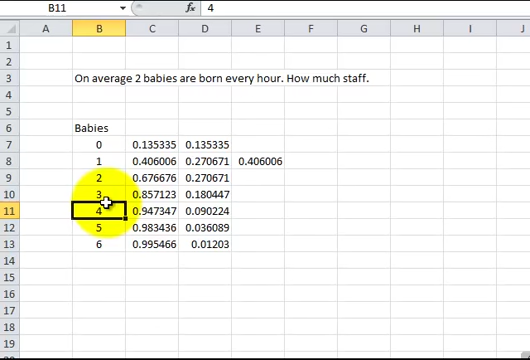 B11 fx 4
A B C D E F G H I J
1
2
3 On average 2 babies are born every hour. How much staff.
4
5
6 Babies
7 0 0.135335 0.135335
8 1 0.406006 0.270671 0.406006
9 2 0.676676 0.270671
10 3 0.857123 0.180447
11 4 0.947347 0.090224
12 5 0.983436 0.036089
13 6 0.995466 0.01203
14
15
16
17
18
19